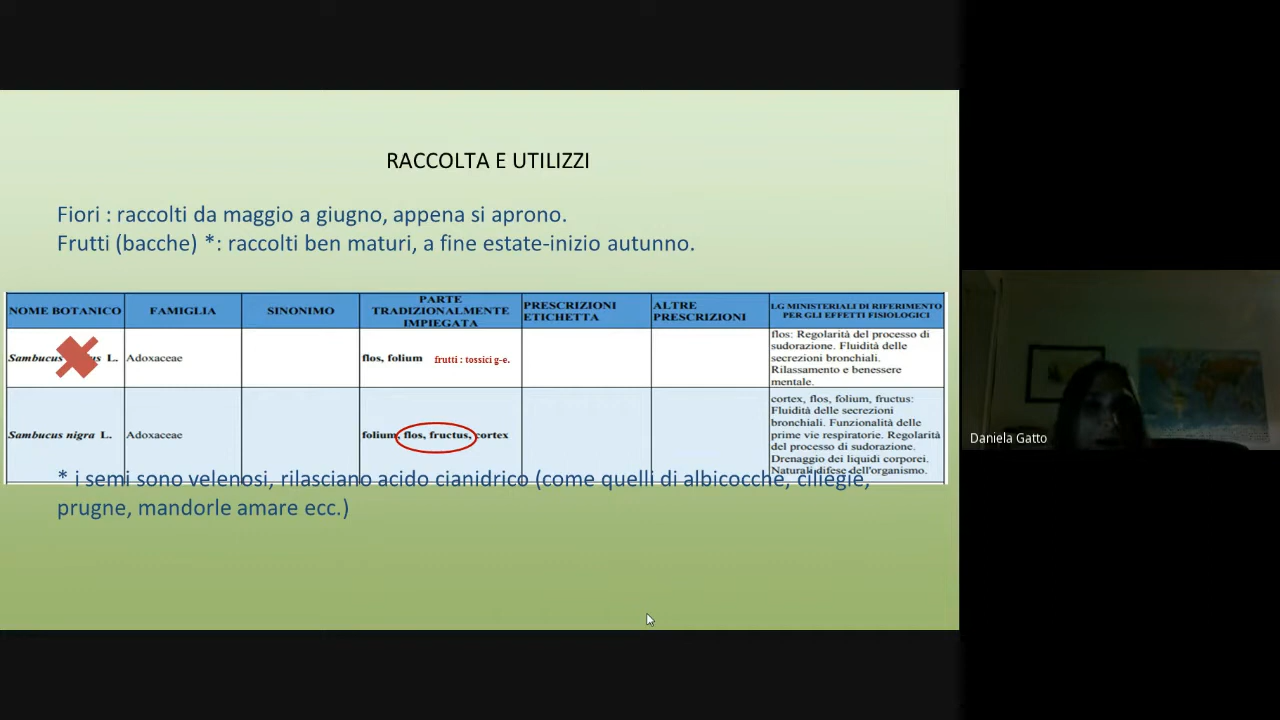 RACCOLTA E UTILIZZI
Fiori : raccolti da maggio a giugno, appena si aprono.
Frutti (bacche) *: raccolti ben maturi, a fine estate-inizio autunno.
NOME BOTANICO
FAMIGLIA
SINONIMO
PARTE
TRADIZIONALMENTE
IMPIEGATA
PRESCRIZIONI
ETICHETTA
ALTRE
PRESCRIZIONI
LG MINISTERIALI DI RIFERIMENTO
PER GLI EFFETTI FISIOLOGICI
Sambucus L.
Adoxaceae
flos, folium
frutti : tossici g-e.
flos: Regolarità del processo di
sudorazione. Fluidità delle
secrezioni bronchiali.
Rilassamento e benessere
mentale.
Sambucus nigra L.
Adoxaceae
folium, flos, fructus, cortex
cortex, flos, folium, fructus:
Fluidità delle secrezioni
bronchiali. Funzionalità delle
prime vie respiratorie. Regolarità
del processo di sudorazione.
Drenaggio dei liquidi corporei.
Naturali difese dell'organismo.
* i semi sono velenosi, rilasciano acido cianidrico (come quelli di albicocche, ciliegie,
prugne, mandorle amare ecc.)
Daniela Gatto